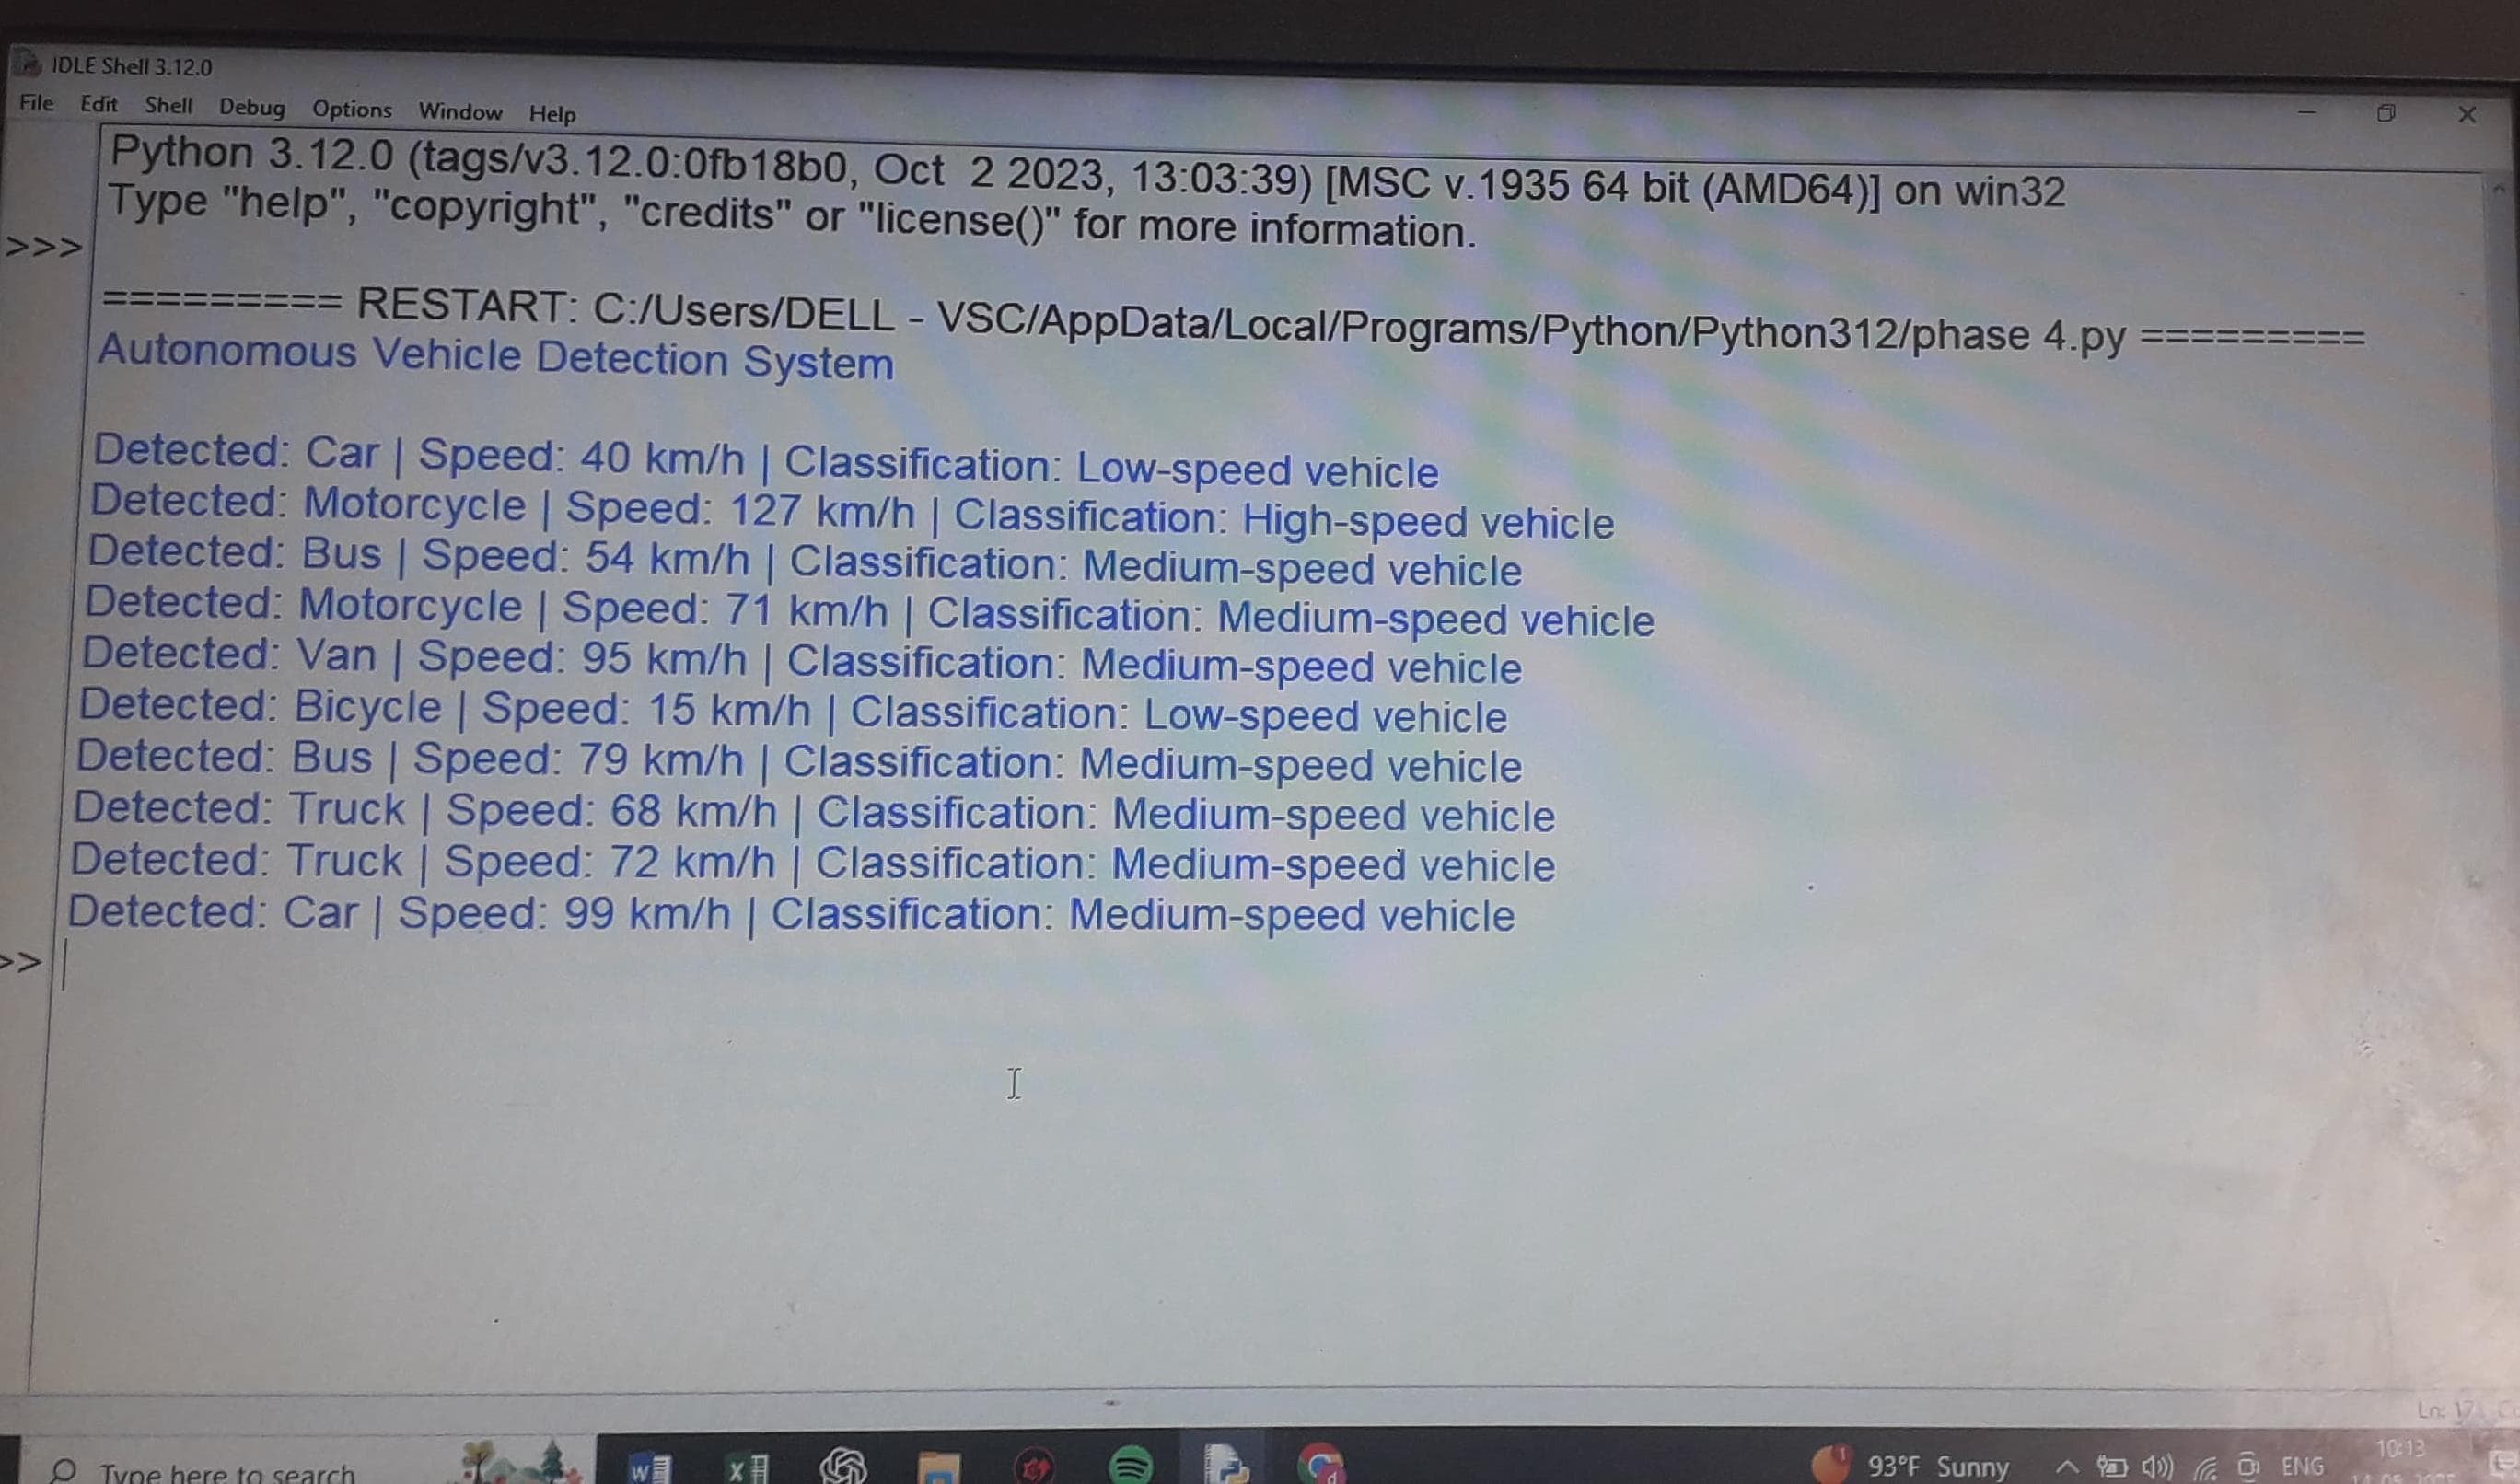 IDLE Shell 3.12.0
File Edit Shell Debug Options Window Help
Python 3.12.0 (tags/v3.12.0:0fb18b0, Oct  2 2023, 13:03:39) [MSC v.1935 64 bit (AMD64)] on win32
Type "help", "copyright", "credits" or "license()" for more information.
>>>
========= RESTART: C:/Users/DELL - VSC/AppData/Local/Programs/Python/Python312/phase 4.py =========
Autonomous Vehicle Detection System
Detected: Car | Speed: 40 km/h | Classification: Low-speed vehicle
Detected: Motorcycle | Speed: 127 km/h | Classification: High-speed vehicle
Detected: Bus | Speed: 54 km/h | Classification: Medium-speed vehicle
Detected: Motorcycle | Speed: 71 km/h | Classification: Medium-speed vehicle
Detected: Van | Speed: 95 km/h | Classification: Medium-speed vehicle
Detected: Bicycle | Speed: 15 km/h | Classification: Low-speed vehicle
Detected: Bus | Speed: 79 km/h | Classification: Medium-speed vehicle
Detected: Truck | Speed: 68 km/h | Classification: Medium-speed vehicle
Detected: Truck | Speed: 72 km/h | Classification: Medium-speed vehicle
Detected: Car | Speed: 99 km/h | Classification: Medium-speed vehicle
>>
Ln: 17
Type here to search
93°F Sunny
ENG
10:13